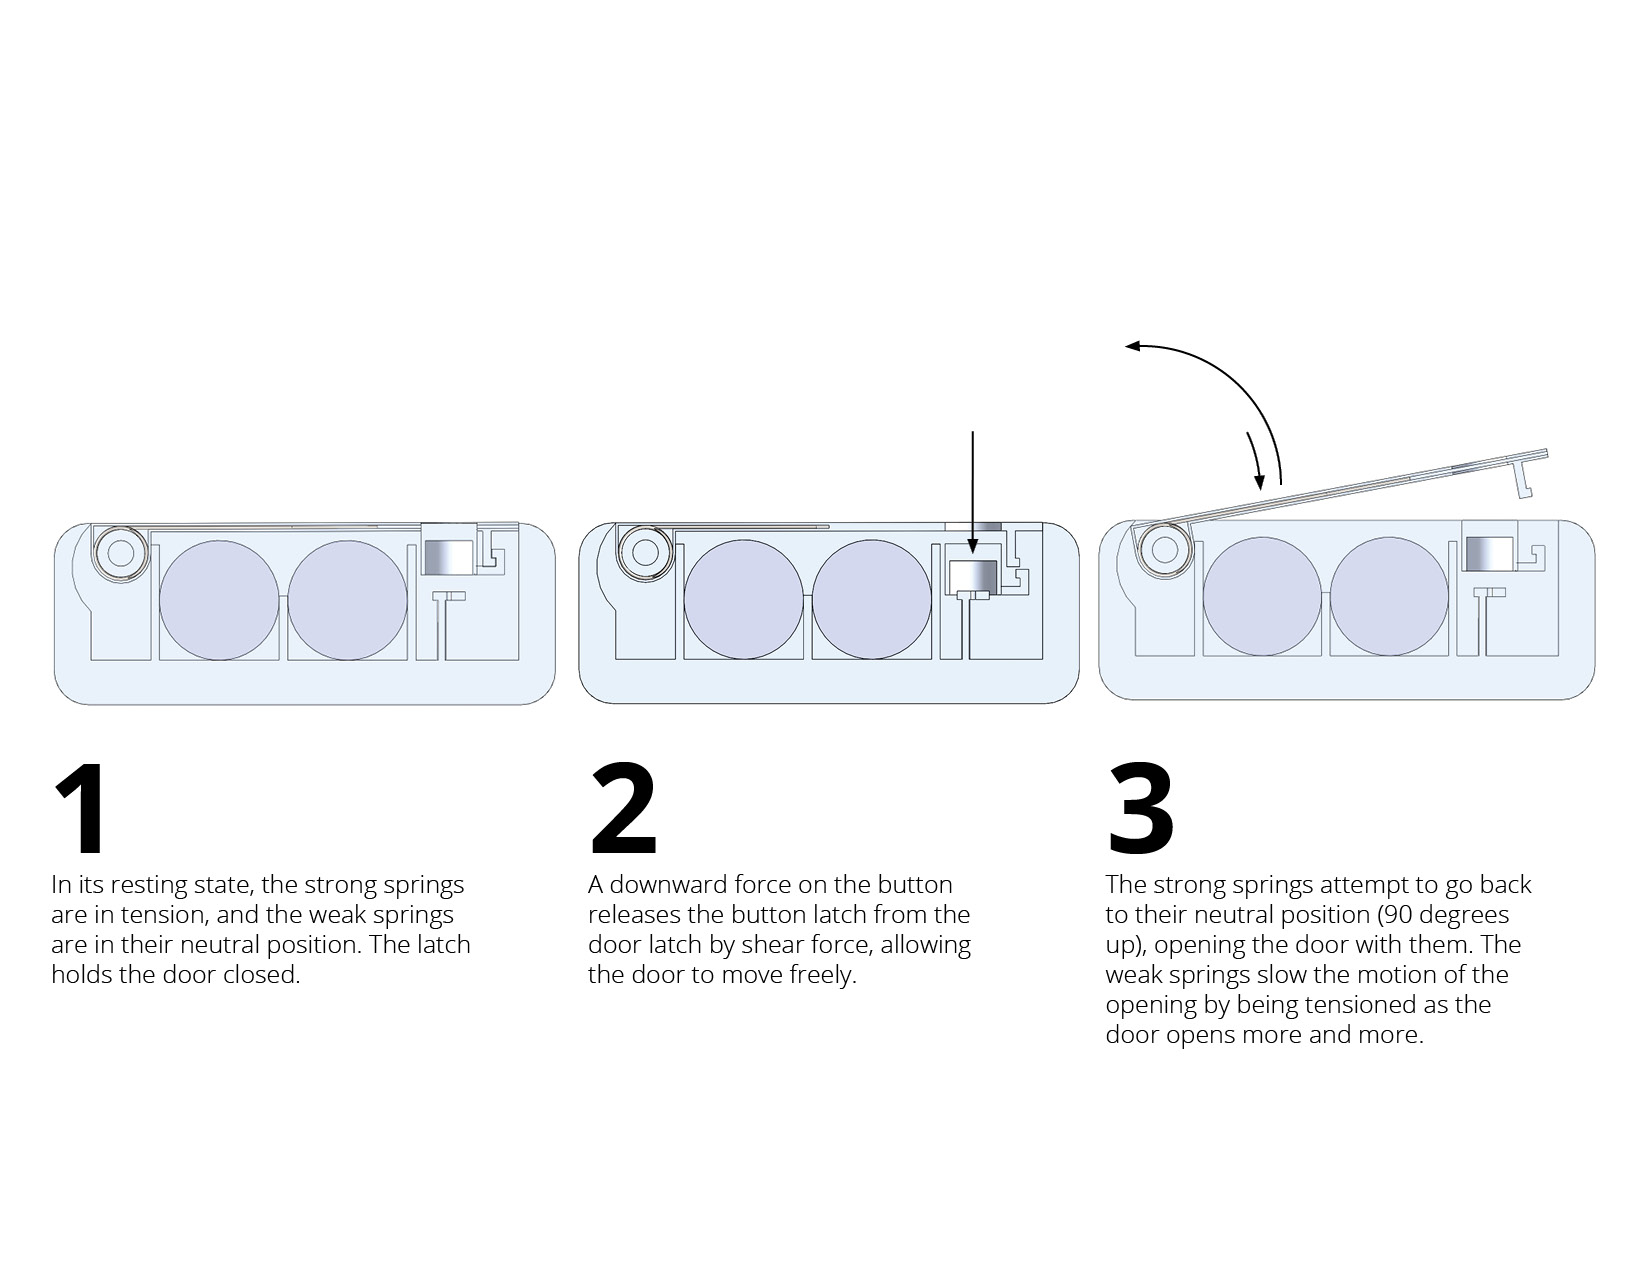 1
In its resting state, the strong springs
are in tension, and the weak springs
are in their neutral position. The latch
holds the door closed.
2
A downward force on the button
releases the button latch from the
door latch by shear force, allowing
the door to move freely.
3
The strong springs attempt to go back
to their neutral position (90 degrees
up), opening the door with them. The
weak springs slow the motion of the
opening by being tensioned as the
door opens more and more.